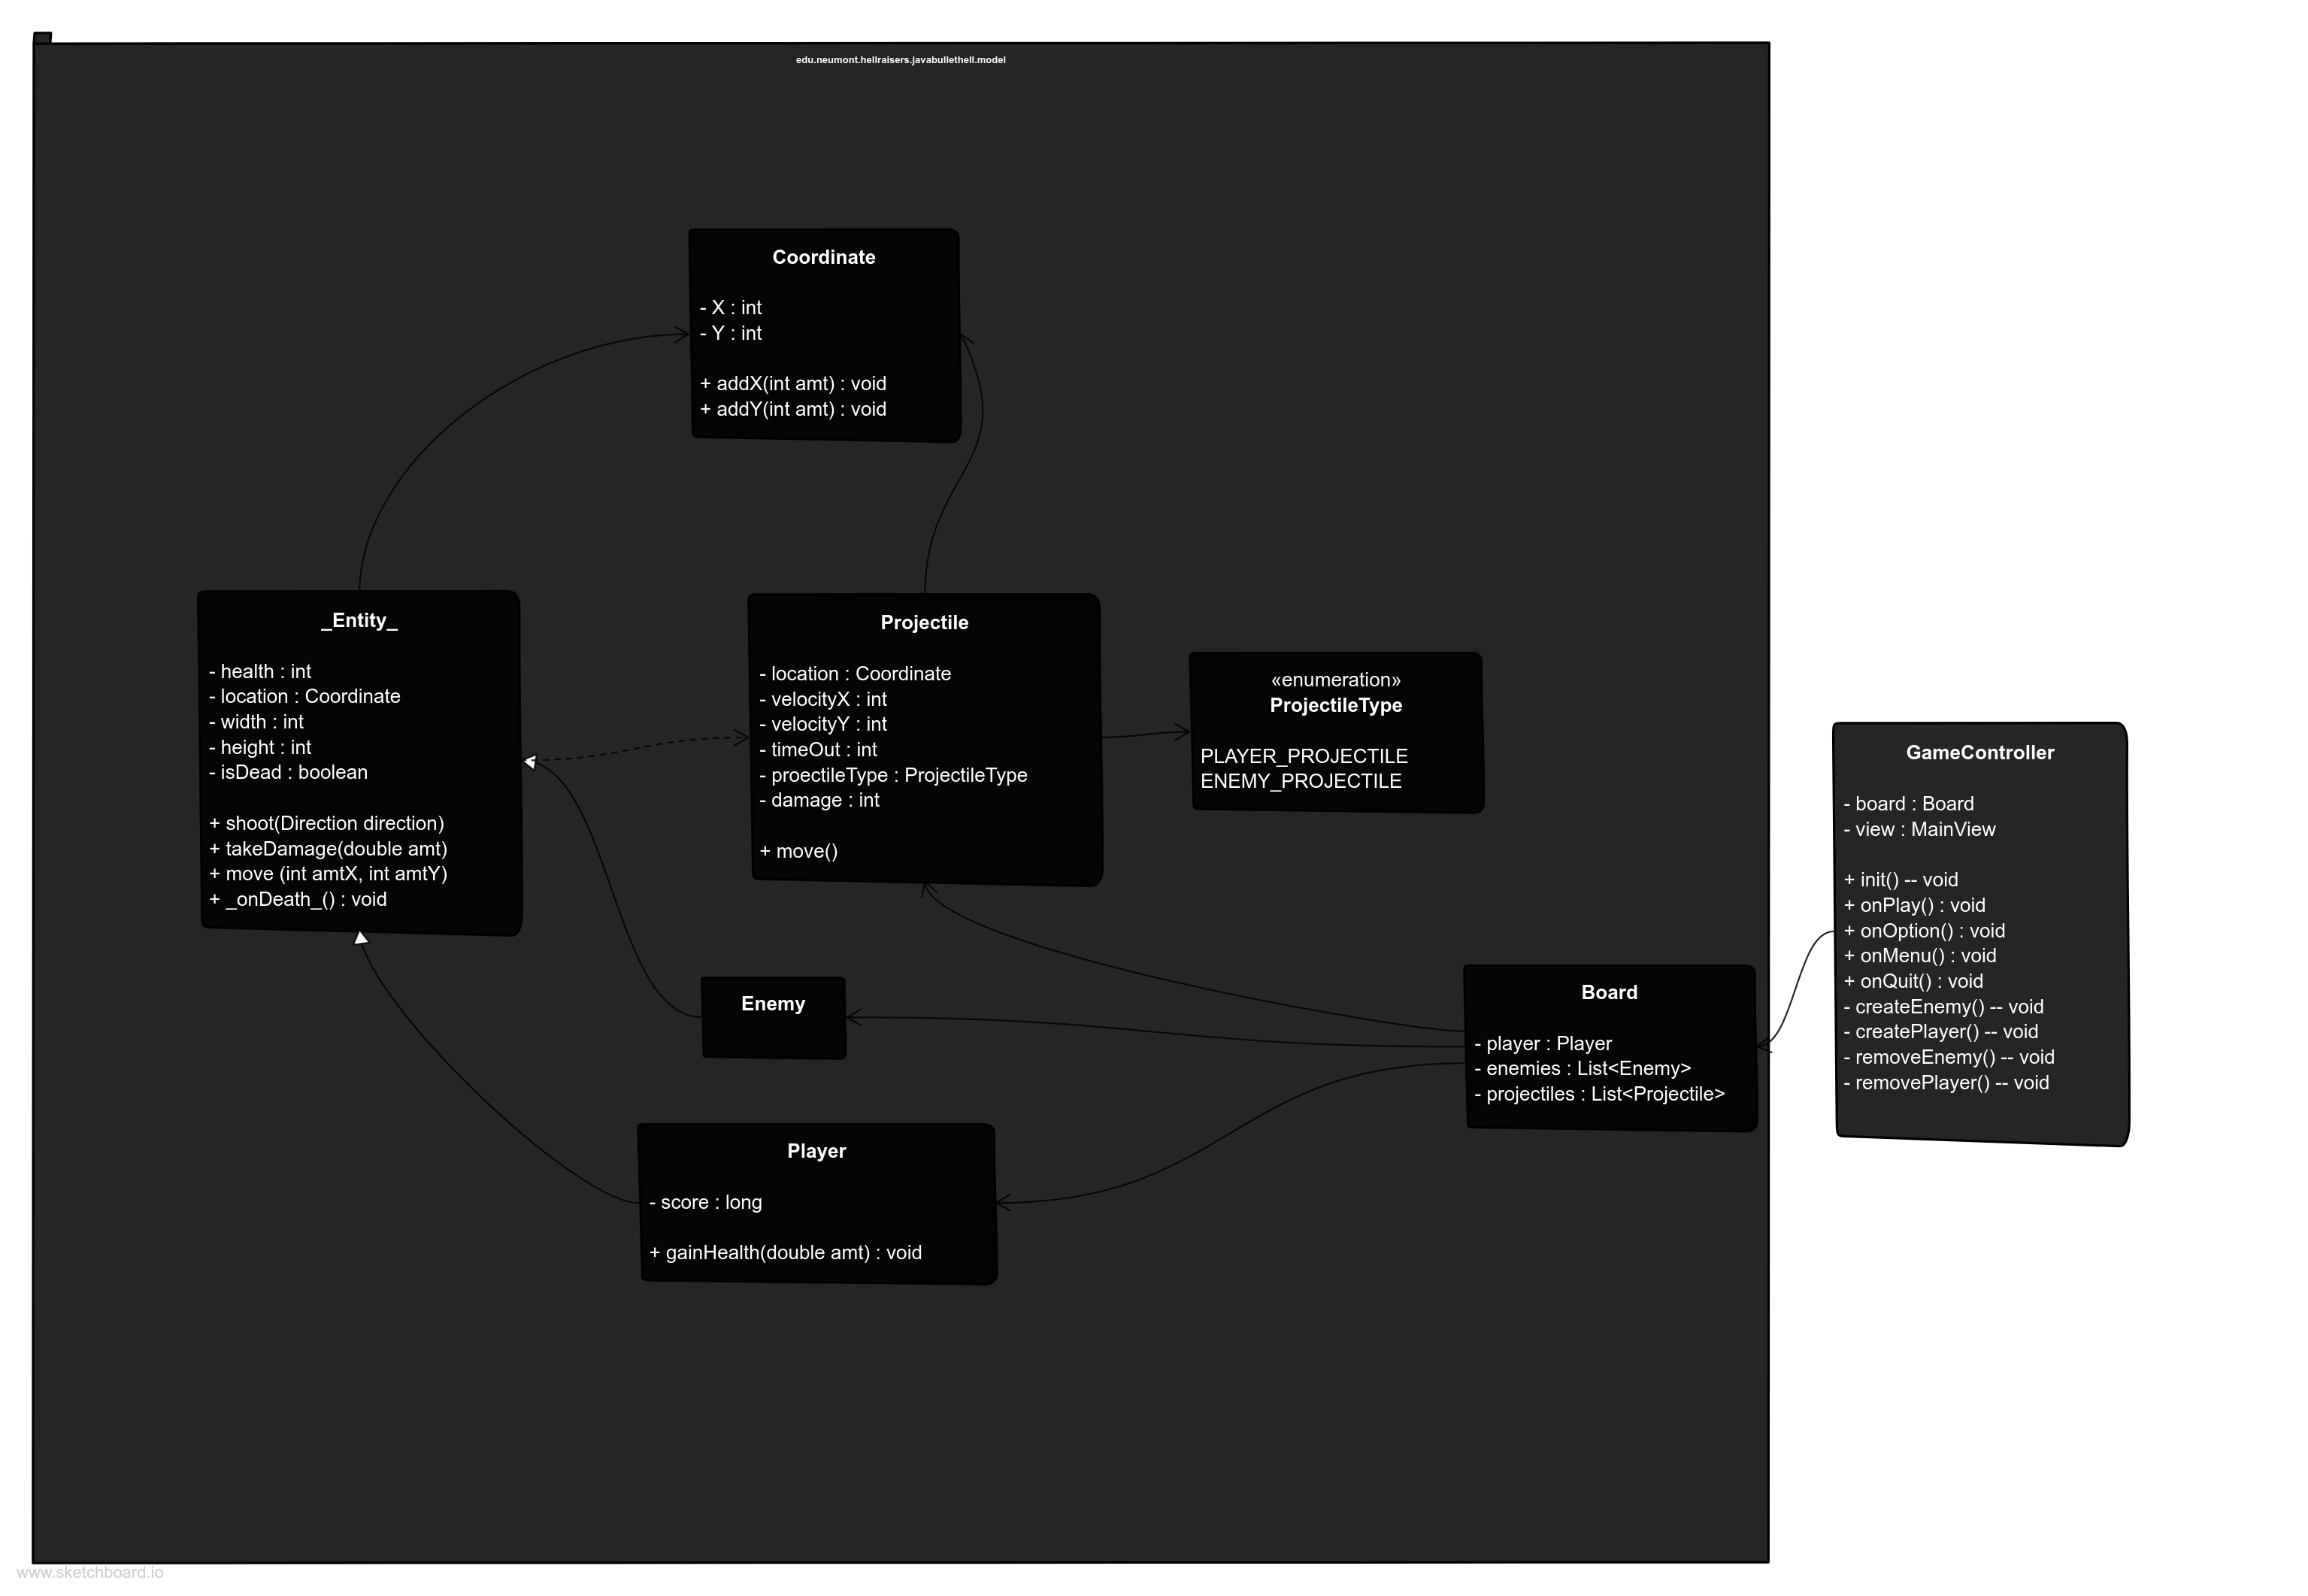 edu.neumont.hellraisers.javabullethell.model
Coordinate
- X : int
- Y : int
+ addX(int amt) : void
+ addY(int amt) : void
_Entity_
- health : int
- location : Coordinate
- width : int
- height : int
- isDead : boolean
+ shoot(Direction direction)
+ takeDamage(double amt)
+ move (int amtX, int amtY)
+ _onDeath_() : void
Projectile
- location : Coordinate
- velocityX : int
- velocityY : int
- timeOut : int
- proectileType : ProjectileType
- damage : int
+ move()
«enumeration»
ProjectileType
PLAYER_PROJECTILE
ENEMY_PROJECTILE
GameController
- board : Board
- view : MainView
+ init() -- void
+ onPlay() : void
+ onOption() : void
+ onMenu() : void
+ onQuit() : void
- createEnemy() -- void
- createPlayer() -- void
- removeEnemy() -- void
- removePlayer() -- void
Enemy
Board
- player : Player
- enemies : List<Enemy>
- projectiles : List<Projectile>
Player
- score : long
+ gainHealth(double amt) : void
www.sketchboard.io